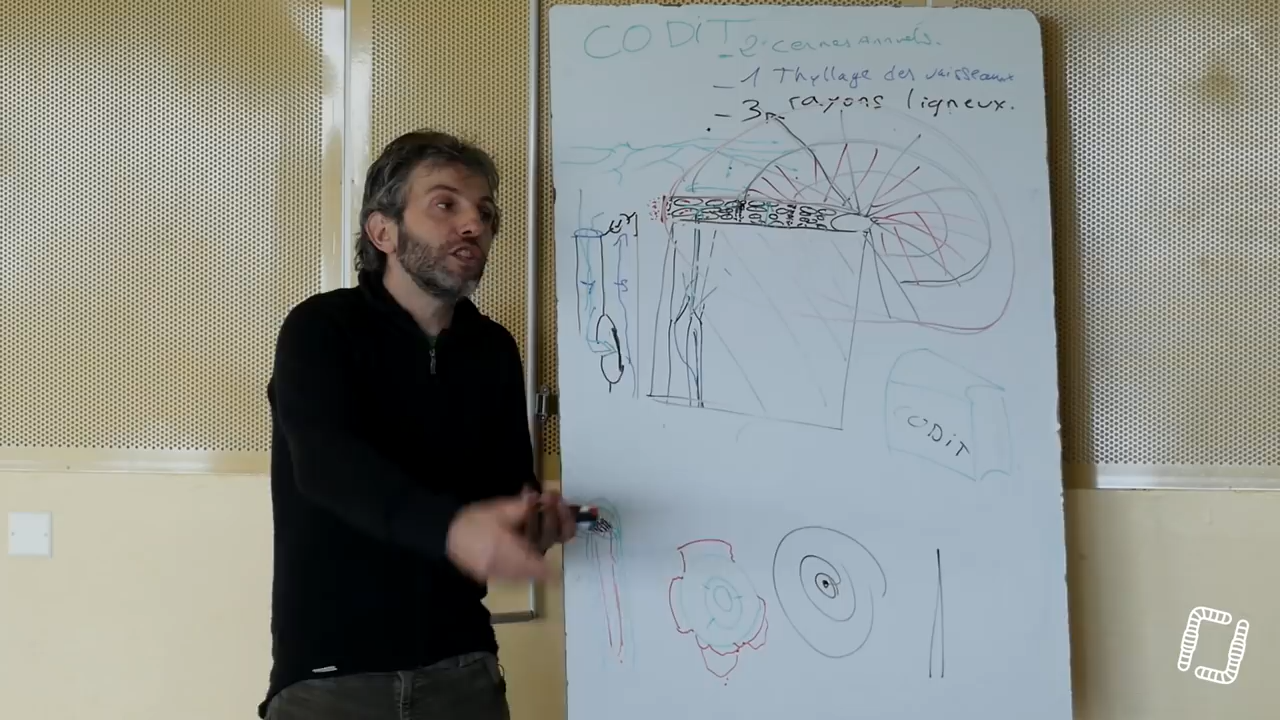 CODIT
- 2. cernes annuels.
- 1 Thyllage des vaisseaux
- 3. rayons ligneux.
CODIT